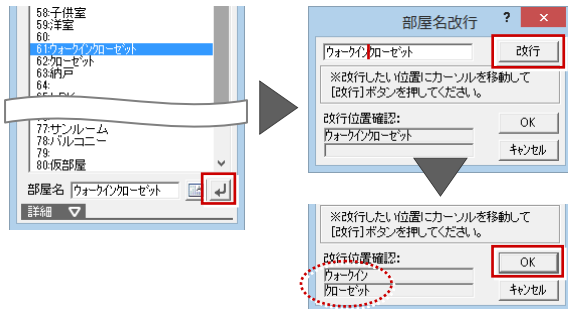 58:子供室
59:洋室
60:
61:ウォークインクローゼット
62:クローゼット
63:納戸
64:
77:サンルーム
78:バルコニー
79:
80:仮部屋
部屋名 ウォークインクローゼット
詳細
部屋名改行 ? ×
ウォークインクローゼット 改行
※改行したい位置にカーソルを移動して
[改行]ボタンを押してください。
改行位置確認:
ウォークインクローゼット
OK
キャンセル
※改行したい位置にカーソルを移動して
[改行]ボタンを押してください。
改行位置確認:
ウォークイン
クローゼット
OK
キャンセル